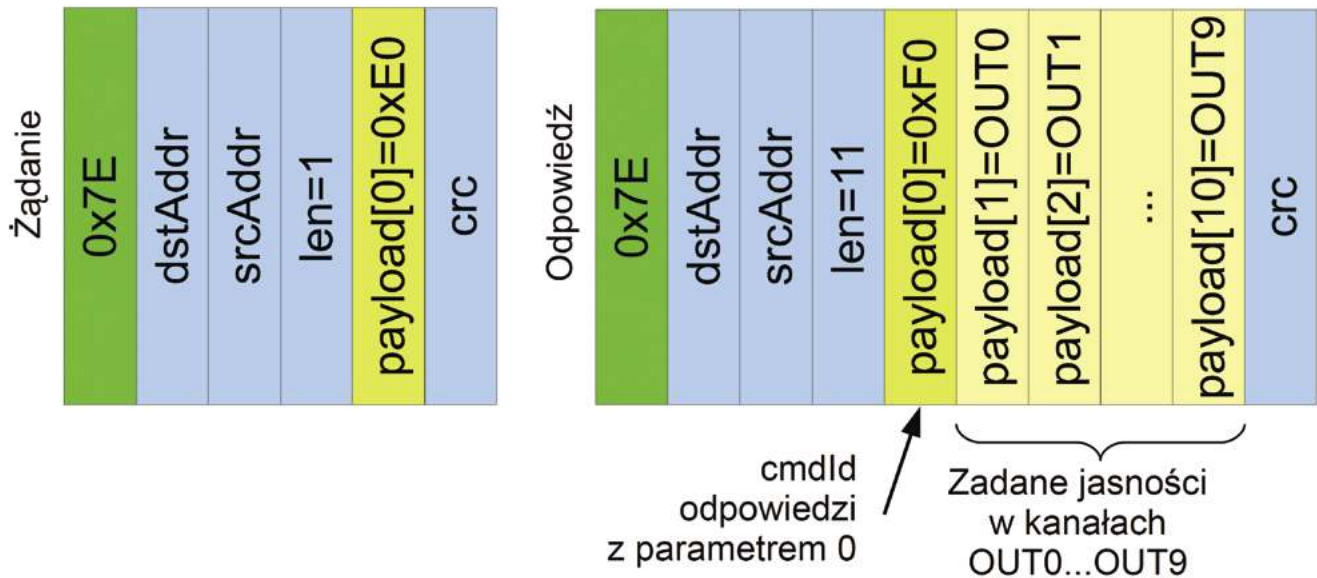 Żądanie
0x7E
dstAddr
srcAddr
len=1
payload[0]=0xE0
crc
Odpowiedź
0x7E
dstAddr
srcAddr
len=11
payload[0]=0xF0
payload[1]=OUT0
payload[2]=OUT1
...
payload[10]=OUT9
crc
cmdId
odpowiedzi
z parametrem 0
Zadane jasności
w kanałach
OUT0...OUT9